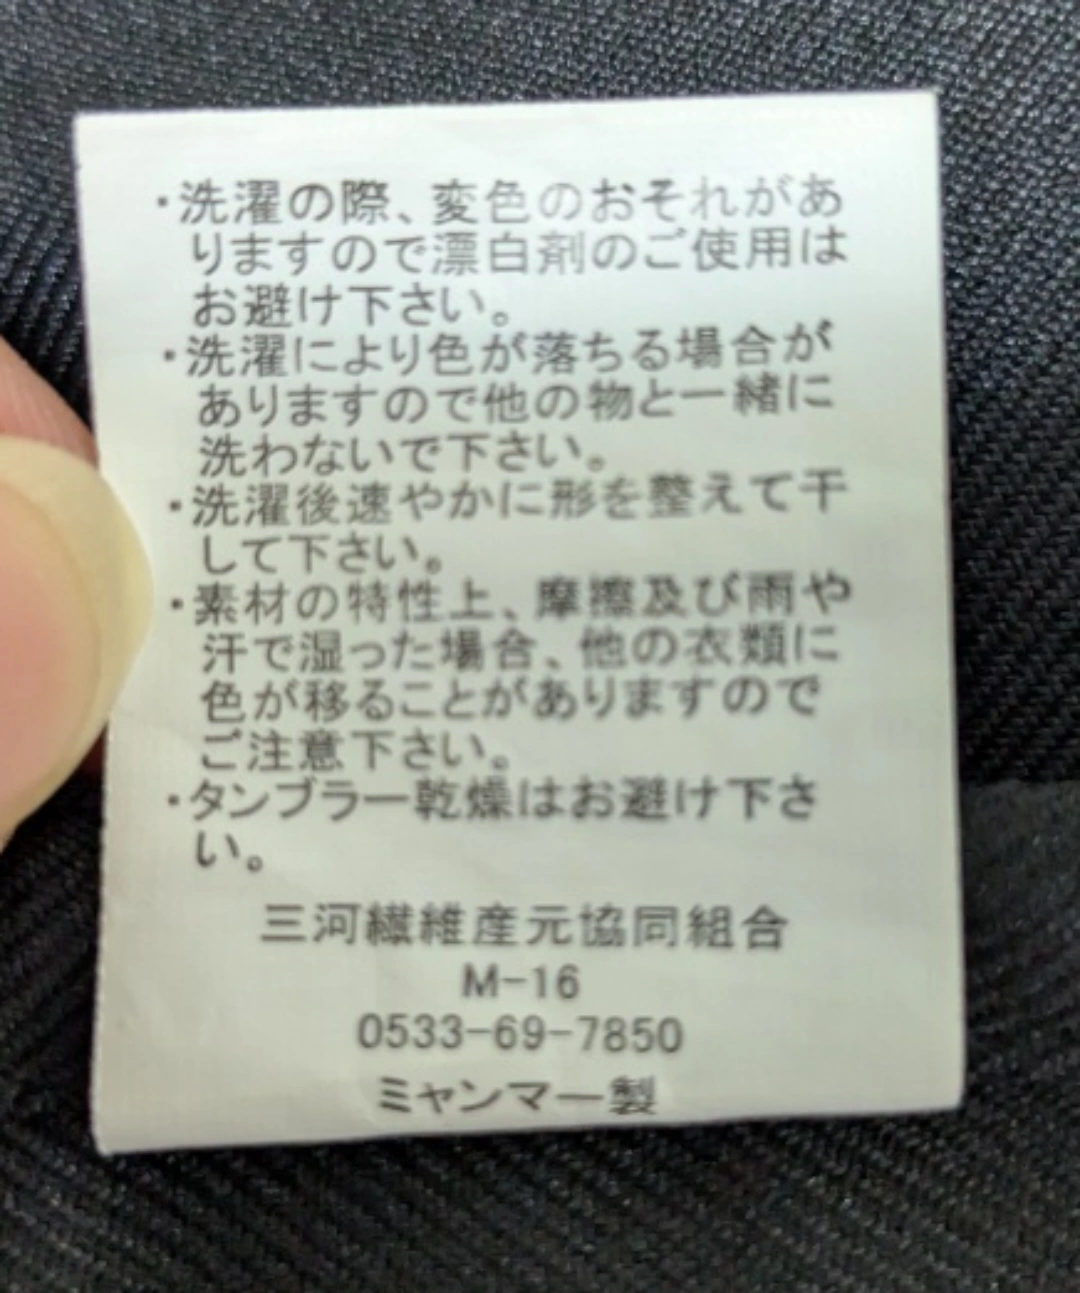 ・洗濯の際、変色のおそれがあ
りますので漂白剤のご使用は
お避け下さい。
・洗濯により色が落ちる場合が
ありますので他の物と一緒に
洗わないで下さい。
・洗濯後速やかに形を整えて干
して下さい。
・素材の特性上、摩擦及び雨や
汗で湿った場合、他の衣類に
色が移ることがありますので
ご注意下さい。
・タンブラー乾燥はお避け下さ
い。
三河繊維産元協同組合
M-16
0533-69-7850
ミャンマー製